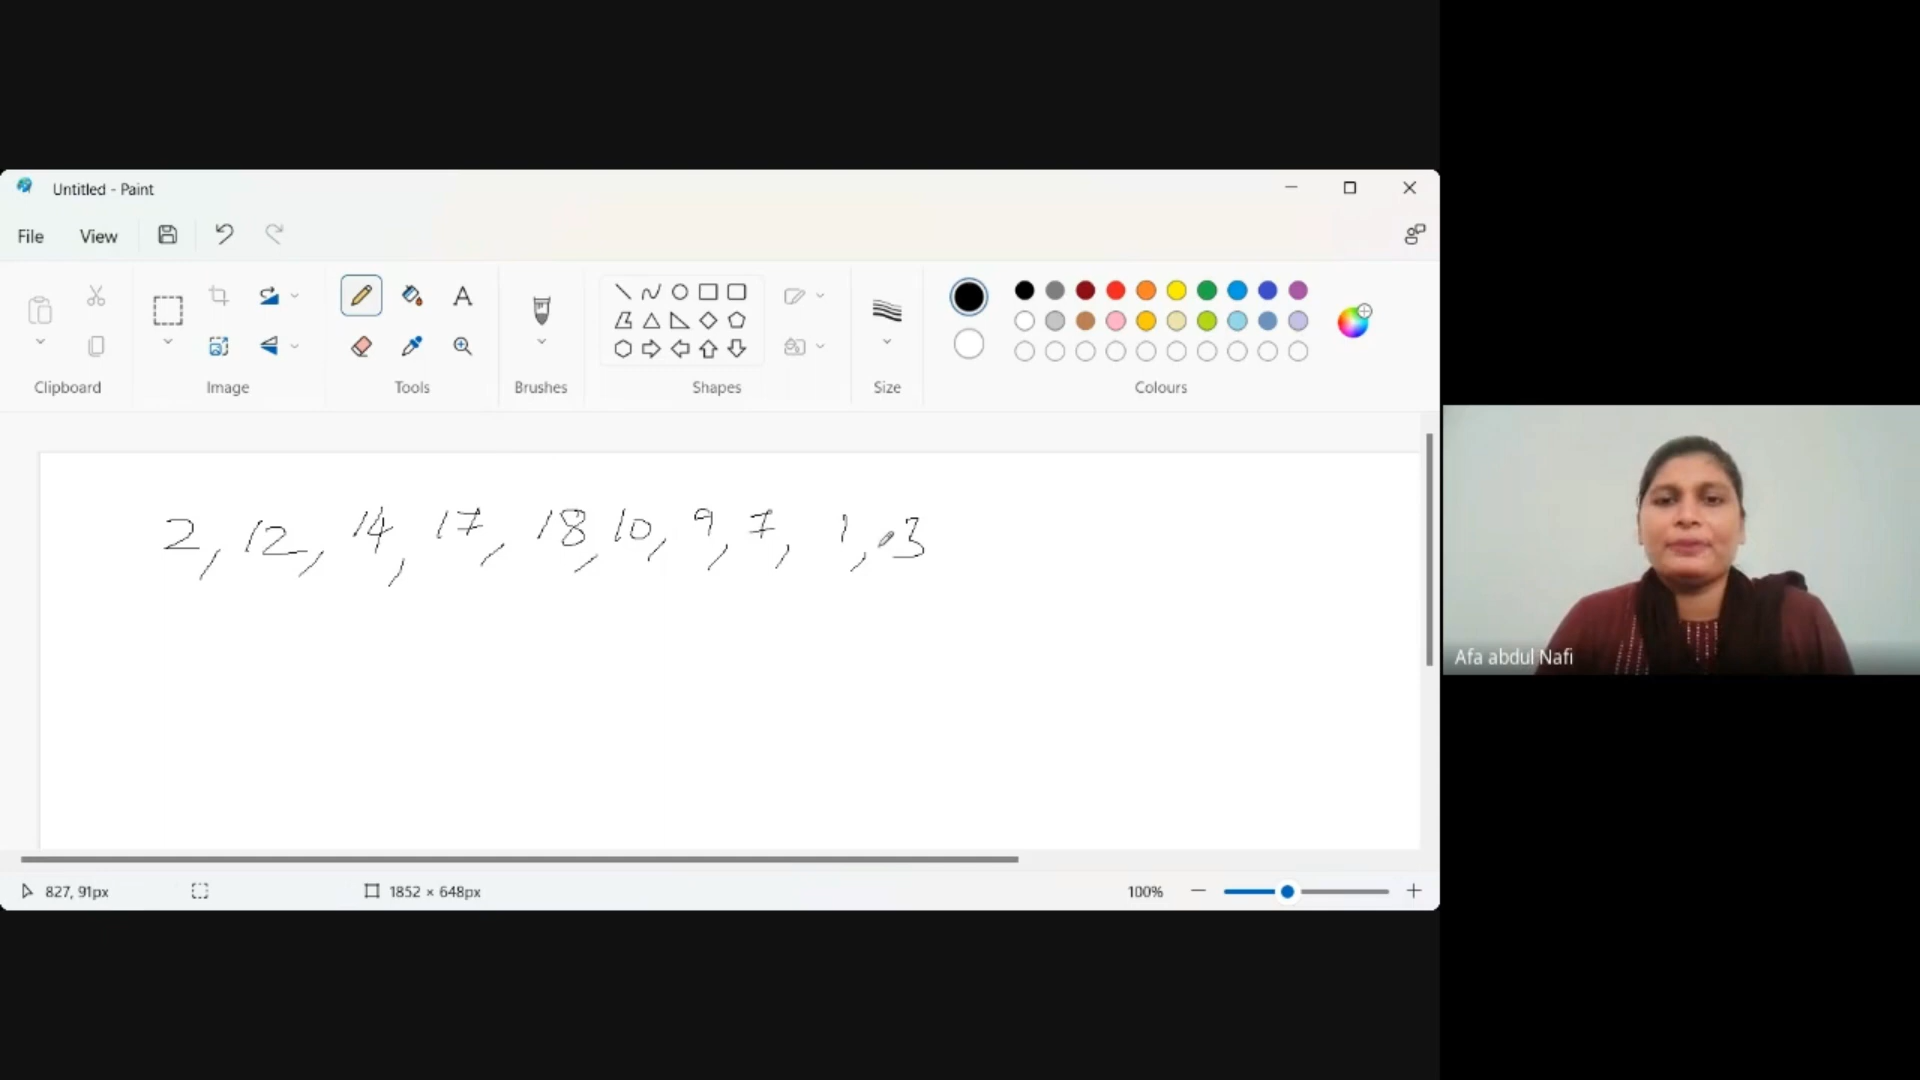 Untitled - Paint
File View
Clipboard Image Tools Brushes Shapes Size Colours
2, 12, 14, 17, 18, 10, 9, 7, 1, 3
Afa abdul Nafi
827, 91px 1852 × 648px 100%